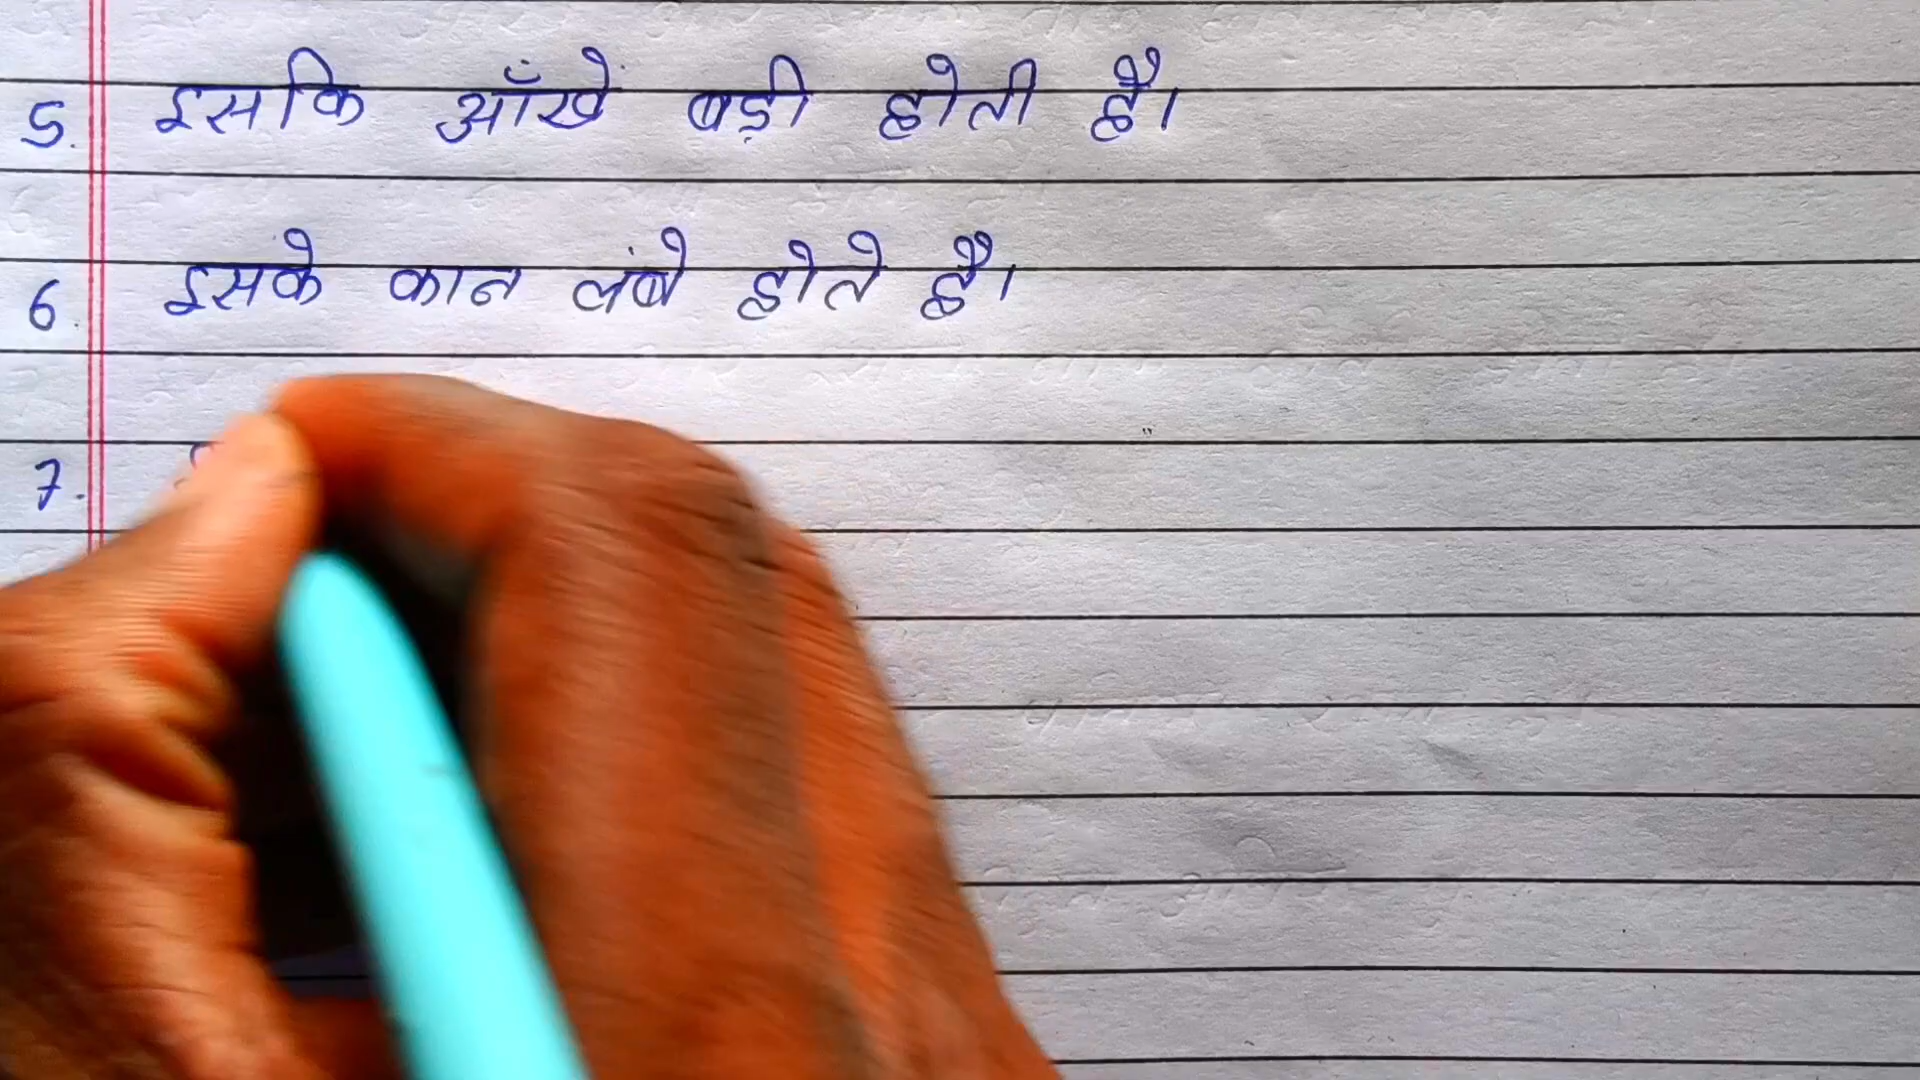 5. इसकि आँखें बड़ी होती है।
6. इसके कान लंबे होते है।
7.